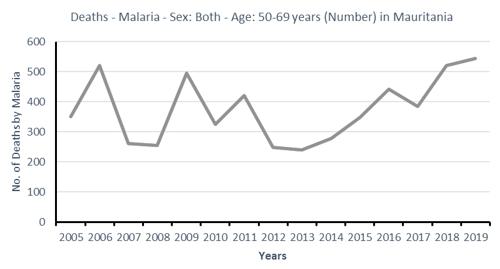 Deaths - Malaria - Sex: Both - Age: 50-69 years (Number) in Mauritania
600
500
400
300
200
100
0
No. of Deaths by Malaria
2005 2006 2007 2008 2009 2010 2011 2012 2013 2014 2015 2016 2017 2018 2019
Years